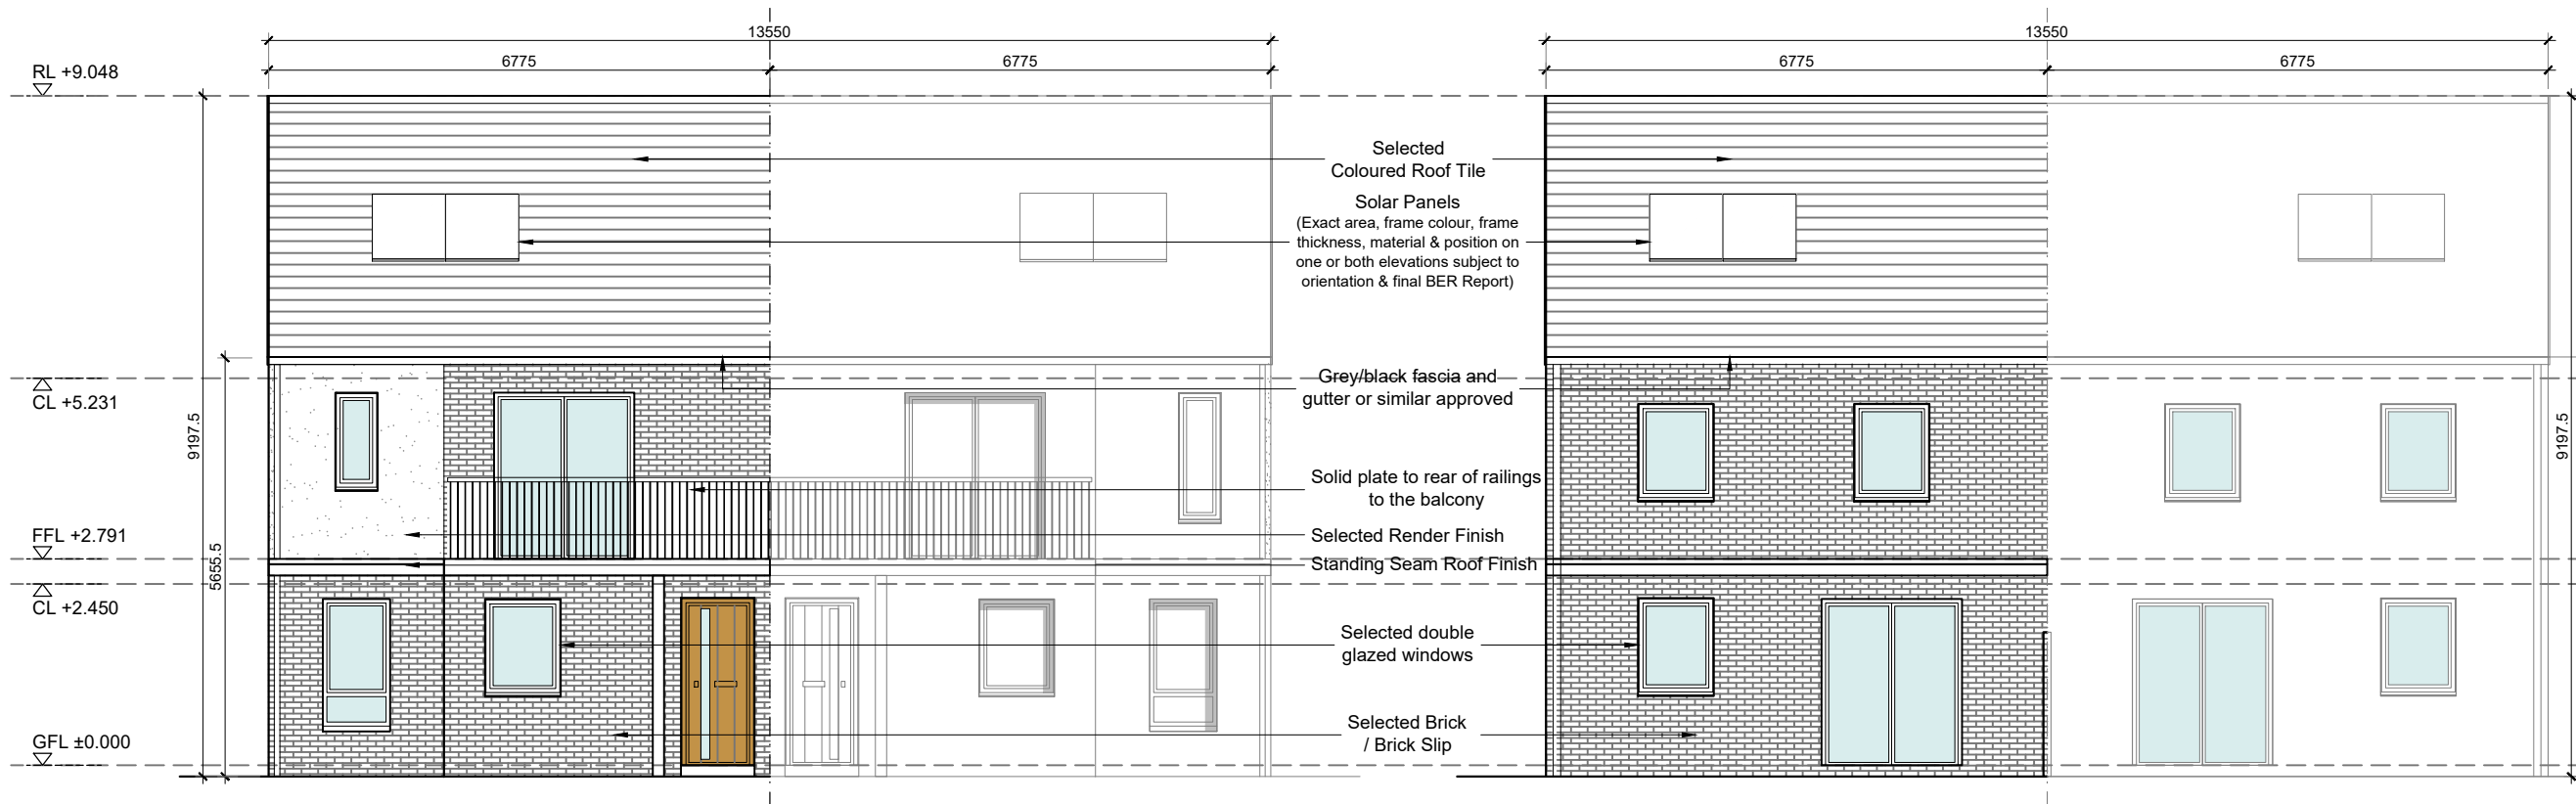 13550
13550
6775
6775
6775
6775
RL +9.048
Selected
Coloured Roof Tile
Solar Panels
(Exact area, frame colour, frame
thickness, material & position on
one or both elevations subject to
orientation & final BER Report)
Grey/black fascia and
gutter or similar approved
CL +5.231
9197.5
9197.5
Solid plate to rear of railings
to the balcony
FFL +2.791
Selected Render Finish
5655.5
Standing Seam Roof Finish
CL +2.450
Selected double
glazed windows
Selected Brick
/ Brick Slip
GFL ±0.000